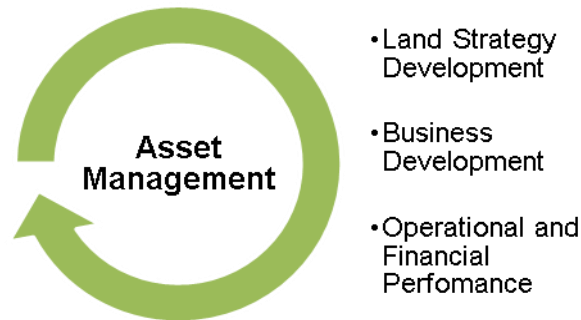 Asset
Management
•Land Strategy
Development
•Business
Development
•Operational and
Financial
Perfomance